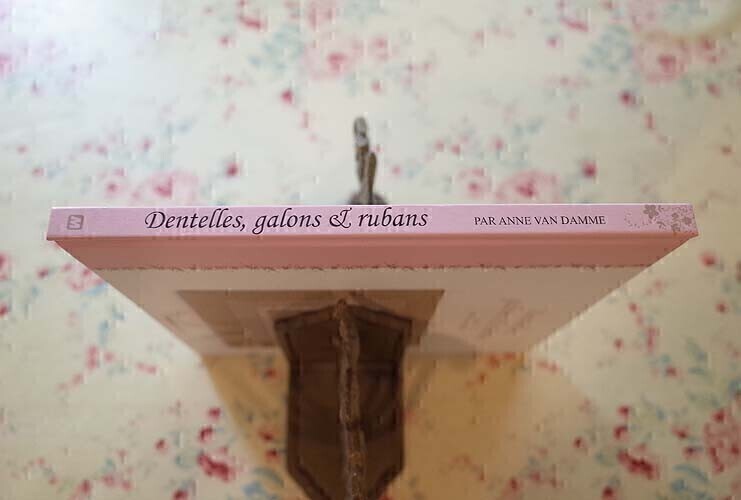 Dentelles, galons & rubans PAR ANNE VAN DAMME